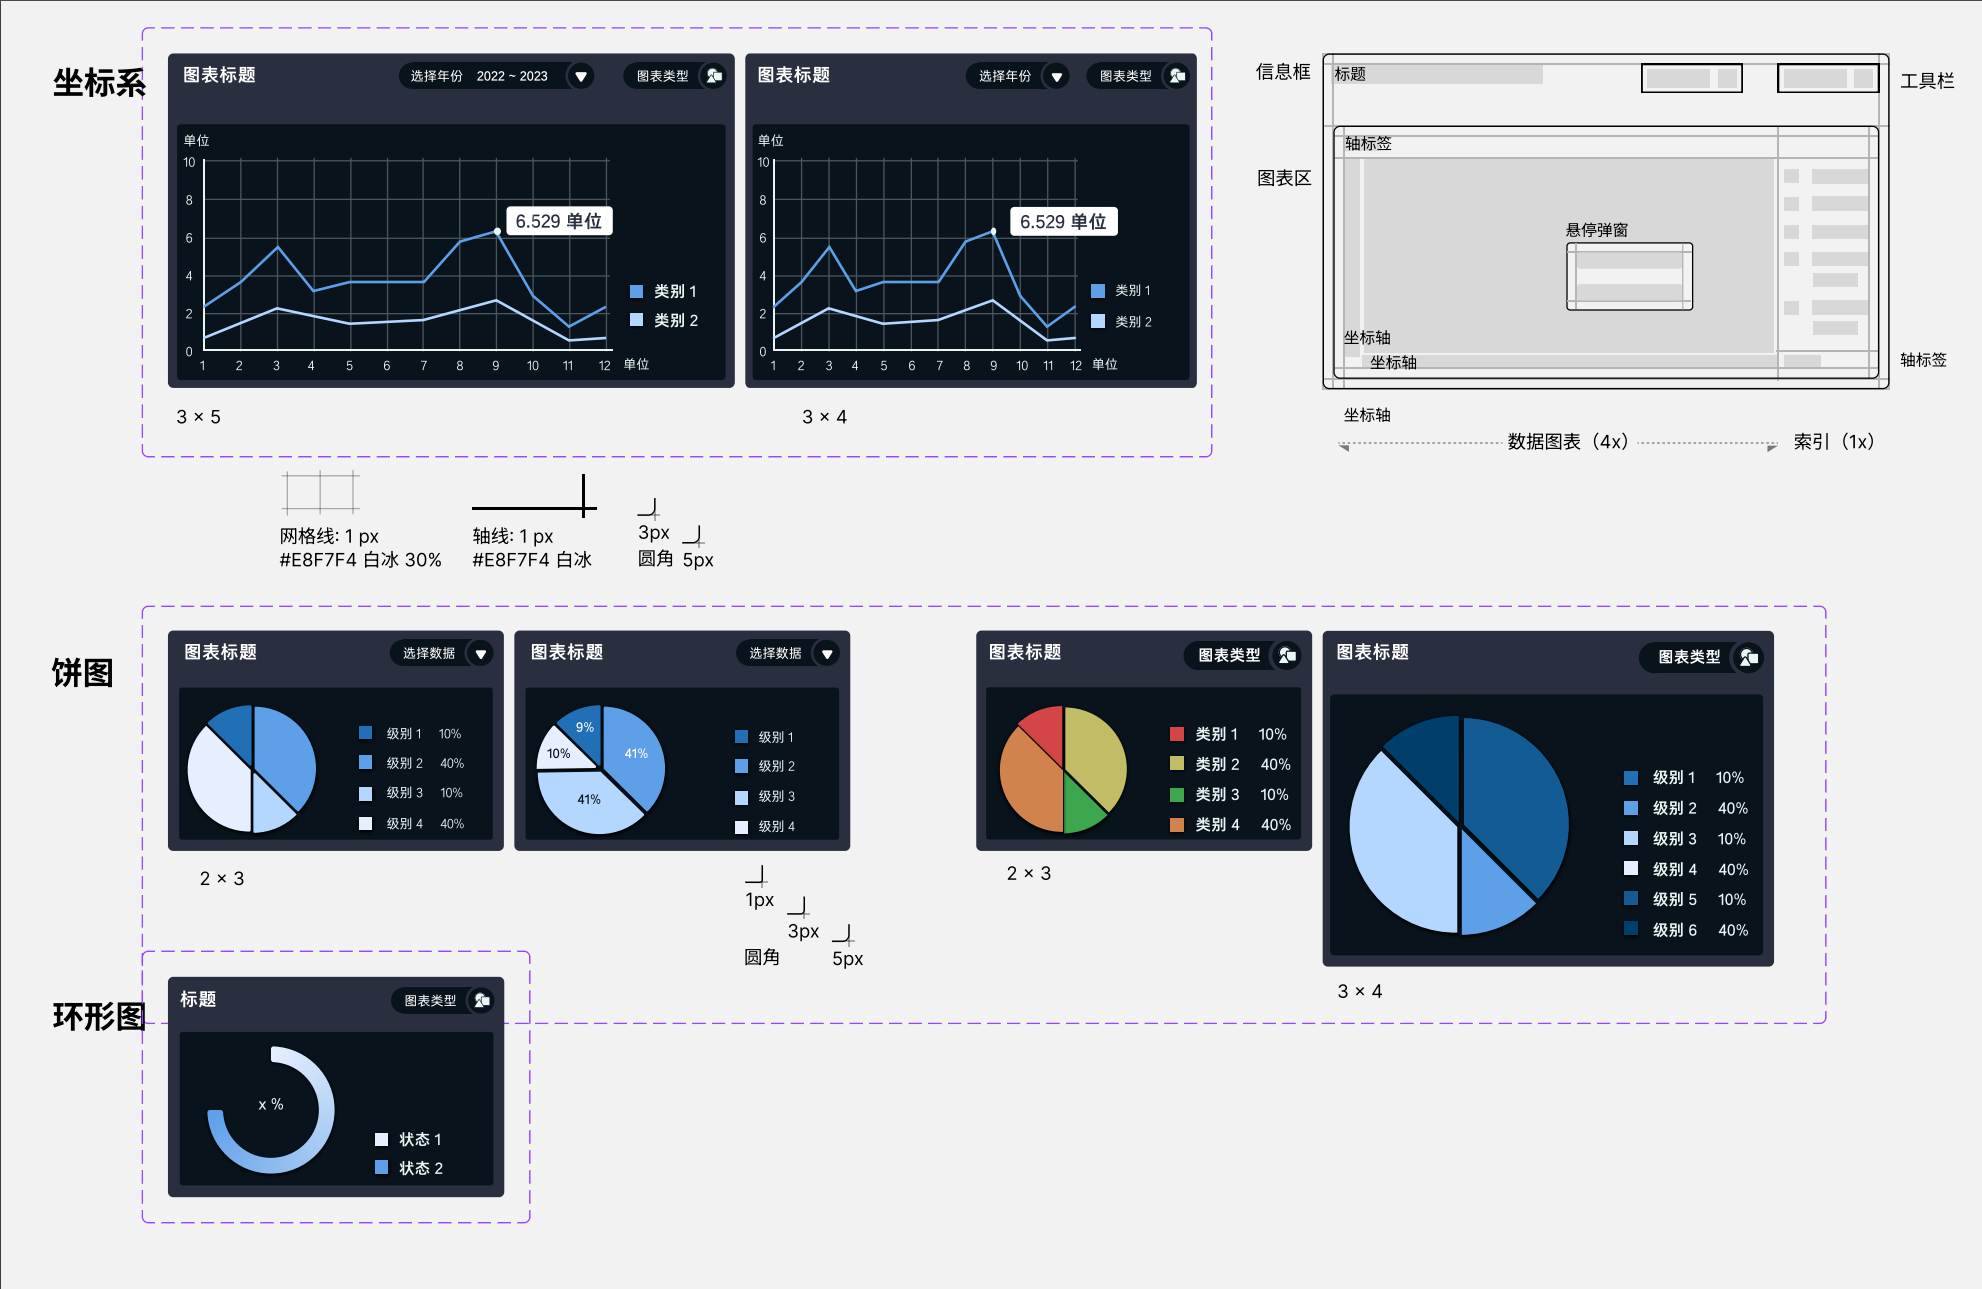 坐标系
图表标题
选择年份 2022 ~ 2023
图表类型
单位
10
8
6
4
2
0
6.529 单位
类别 1
类别 2
1 2 3 4 5 6 7 8 9 10 11 12 单位
3 × 5
图表标题
选择年份
图表类型
单位
10
8
6
4
2
0
6.529 单位
类别 1
类别 2
1 2 3 4 5 6 7 8 9 10 11 12 单位
3 × 4
信息框
标题
工具栏
轴标签
图表区
悬停弹窗
坐标轴
坐标轴
轴标签
坐标轴
数据图表（4x）
索引（1x）
网格线: 1 px
#E8F7F4 白冰 30%
轴线: 1 px
#E8F7F4 白冰
3px
圆角 5px
饼图
图表标题
选择数据
级别 1 10%
级别 2 40%
级别 3 10%
级别 4 40%
2 × 3
图表标题
选择数据
9%
10%
41%
41%
级别 1
级别 2
级别 3
级别 4
1px
3px
圆角
5px
图表标题
图表类型
类别 1 10%
类别 2 40%
类别 3 10%
类别 4 40%
2 × 3
图表标题
图表类型
级别 1 10%
级别 2 40%
级别 3 10%
级别 4 40%
级别 5 10%
级别 6 40%
3 × 4
环形图
标题
图表类型
x %
状态 1
状态 2